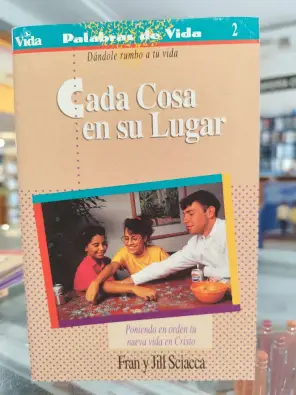 Vida
Palabras de Vida
2
Dándole rumbo a tu vida
Cada Cosa
en su Lugar
Poniendo en orden tu
nueva vida en Cristo
Fran y Jill Sciacca